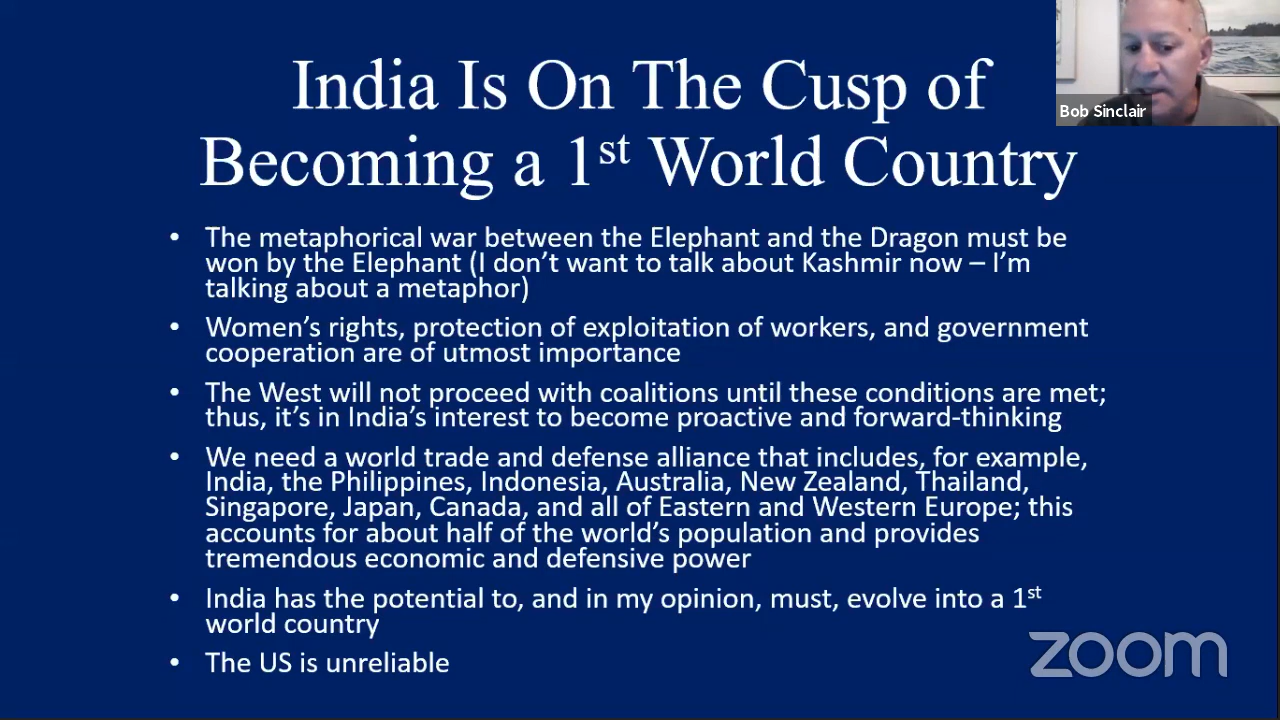 India Is On The Cusp of
Becoming a 1st World Country
Bob Sinclair
• The metaphorical war between the Elephant and the Dragon must be
won by the Elephant (I don't want to talk about Kashmir now – I'm
talking about a metaphor)
• Women's rights, protection of exploitation of workers, and government
cooperation are of utmost importance
• The West will not proceed with coalitions until these conditions are met;
thus, it's in India's interest to become proactive and forward-thinking
• We need a world trade and defense alliance that includes, for example,
India, the Philippines, Indonesia, Australia, New Zealand, Thailand,
Singapore, Japan, Canada, and all of Eastern and Western Europe; this
accounts for about half of the world's population and provides
tremendous economic and defensive power
• India has the potential to, and in my opinion, must, evolve into a 1st
world country
• The US is unreliable
zoom